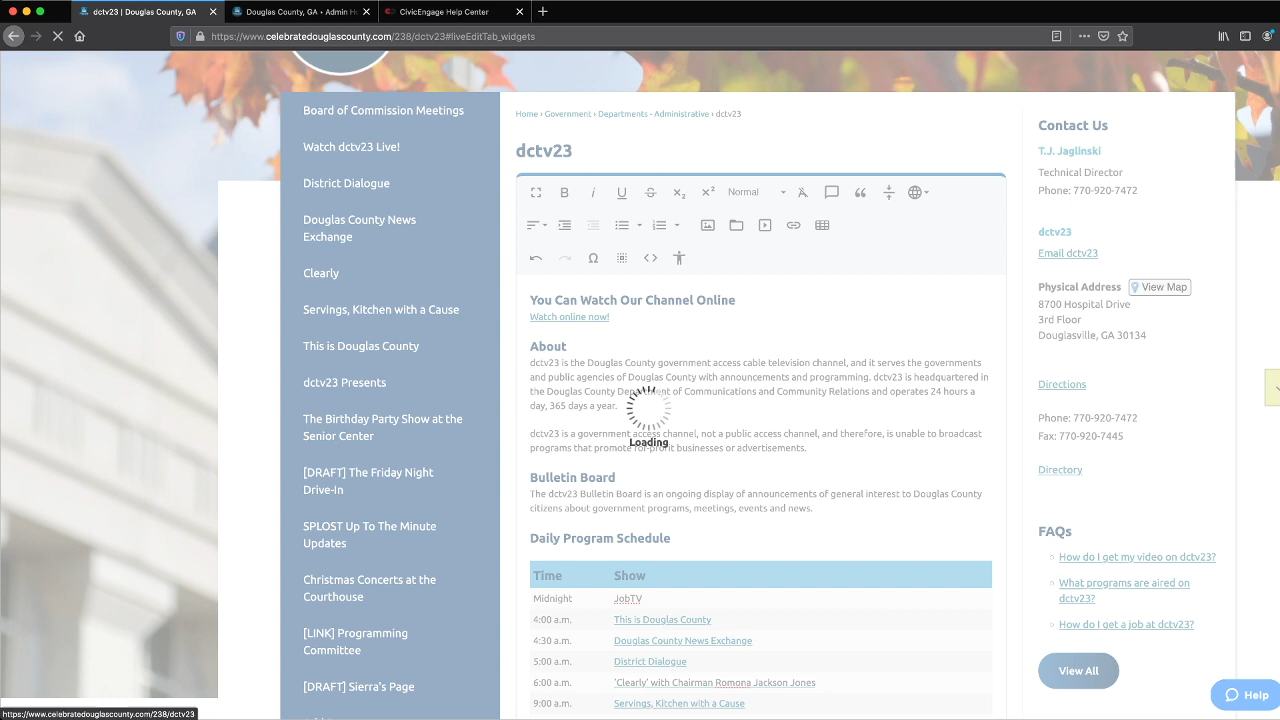 dctv23 | Douglas County, GA
Douglas County, GA • Admin H
CivicEngage Help Center
https://www.celebratedouglascounty.com/238/dctv23#liveEditTab_widgets
Board of Commission Meetings
Watch dctv23 Live!
District Dialogue
Douglas County News
Exchange
Clearly
Servings, Kitchen with a Cause
This is Douglas County
dctv23 Presents
The Birthday Party Show at the
Senior Center
[DRAFT] The Friday Night
Drive-In
SPLOST Up To The Minute
Updates
Christmas Concerts at the
Courthouse
[LINK] Programming
Committee
[DRAFT] Sierra's Page
https://www.celebratedouglascounty.com/238/dctv23
Home › Government › Departments - Administrative › dctv23
dctv23
Normal
You Can Watch Our Channel Online
Watch online now!
About
dctv23 is the Douglas County government access cable television channel, and it serves the governments
and public agencies of Douglas County with announcements and programming. dctv23 is headquartered in
the Douglas County Department of Communications and Community Relations and operates 24 hours a
day, 365 days a year.
Loading
dctv23 is a government access channel, not a public access channel, and therefore, is unable to broadcast
programs that promote for-profit businesses or advertisements.
Bulletin Board
The dctv23 Bulletin Board is an ongoing display of announcements of general interest to Douglas County
citizens about government programs, meetings, events and news.
Daily Program Schedule
Time Show
Midnight JobTV
4:00 a.m. This is Douglas County
4:30 a.m. Douglas County News Exchange
5:00 a.m. District Dialogue
6:00 a.m. 'Clearly' with Chairman Romona Jackson Jones
9:00 a.m. Servings, Kitchen with a Cause
Contact Us
T.J. Jaglinski
Technical Director
Phone: 770-920-7472
dctv23
Email dctv23
Physical Address View Map
8700 Hospital Drive
3rd Floor
Douglasville, GA 30134
Directions
Phone: 770-920-7472
Fax: 770-920-7445
Directory
FAQs
How do I get my video on dctv23?
What programs are aired on
dctv23?
How do I get a job at dctv23?
View All
Help